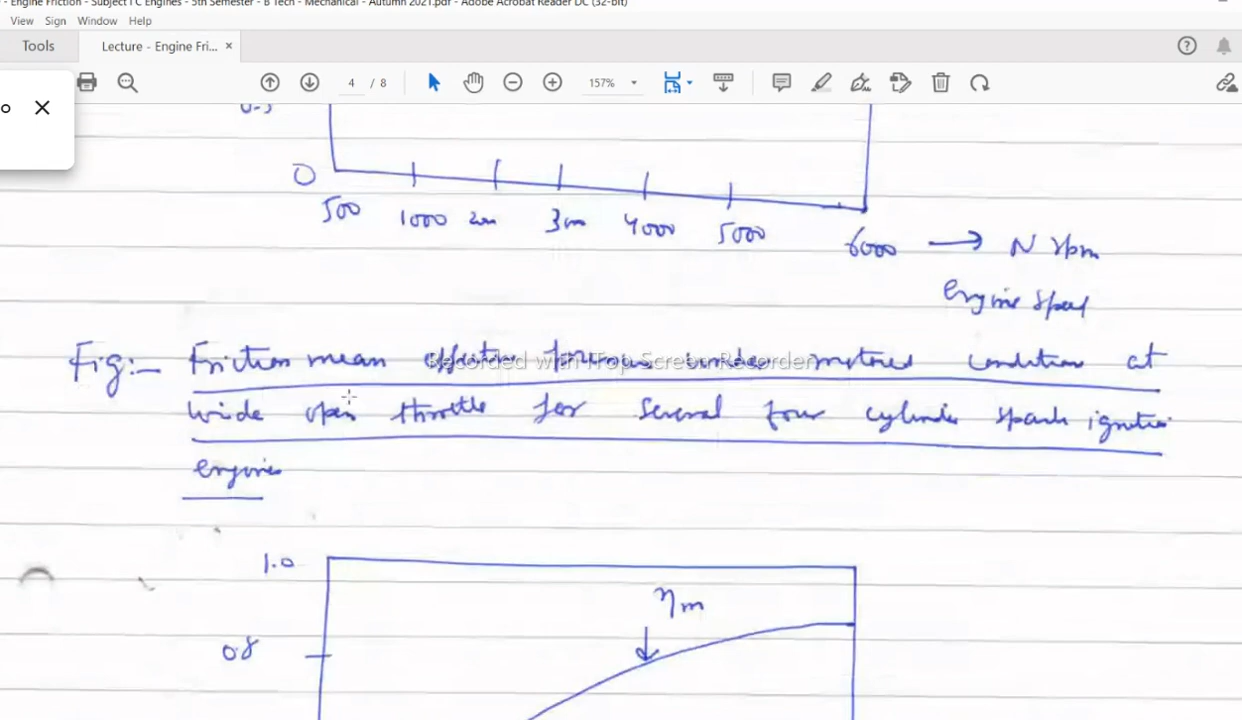 - Engine Friction - Subject I C Engines - 5th Semester - B Tech - Mechanical - Autumn 2021.pdf - Adobe Acrobat Reader DC (32-bit)
View Sign Window Help
Tools Lecture - Engine Fri... ×
4 / 8 157%
o
0.5
0
500 1000 2000 3000 4000 5000 6000 → N rpm
Engine Speed
Recorded with iTop Screen Recorder
Fig:- Friction mean effective pressure under motored condition at
wide open throttle for several four cylinder spark ignition
engine
1.0
ηm
0.8